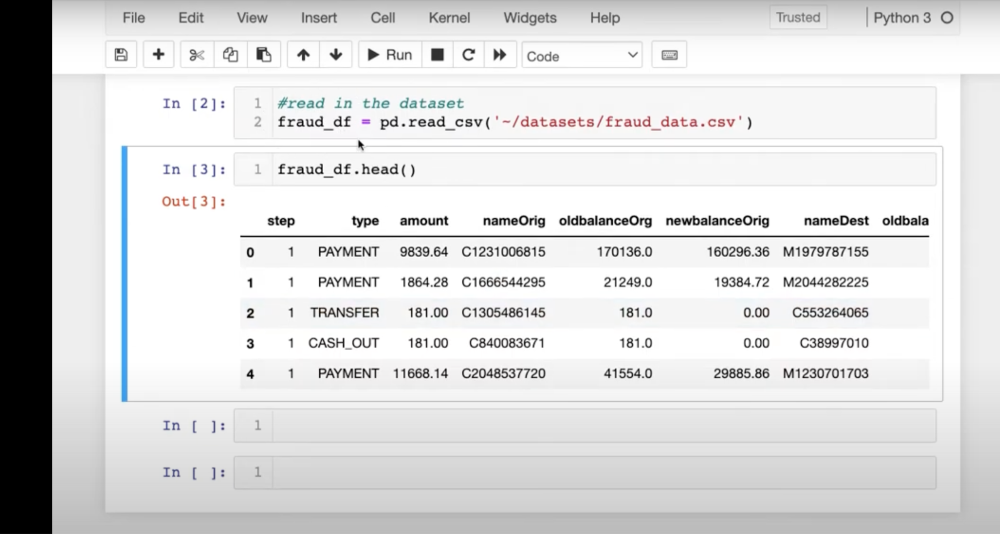 File Edit View Insert Cell Kernel Widgets Help Trusted Python 3
Run Code
In [2]:
1 #read in the dataset
2 fraud_df = pd.read_csv('~/datasets/fraud_data.csv')
In [3]:
1 fraud_df.head()
Out[3]:
step type amount nameOrig oldbalanceOrg newbalanceOrig nameDest oldbala
0 1 PAYMENT 9839.64 C1231006815 170136.0 160296.36 M1979787155
1 1 PAYMENT 1864.28 C1666544295 21249.0 19384.72 M2044282225
2 1 TRANSFER 181.00 C1305486145 181.0 0.00 C553264065
3 1 CASH_OUT 181.00 C840083671 181.0 0.00 C38997010
4 1 PAYMENT 11668.14 C2048537720 41554.0 29885.86 M1230701703
In [ ]: 1
In [ ]: 1